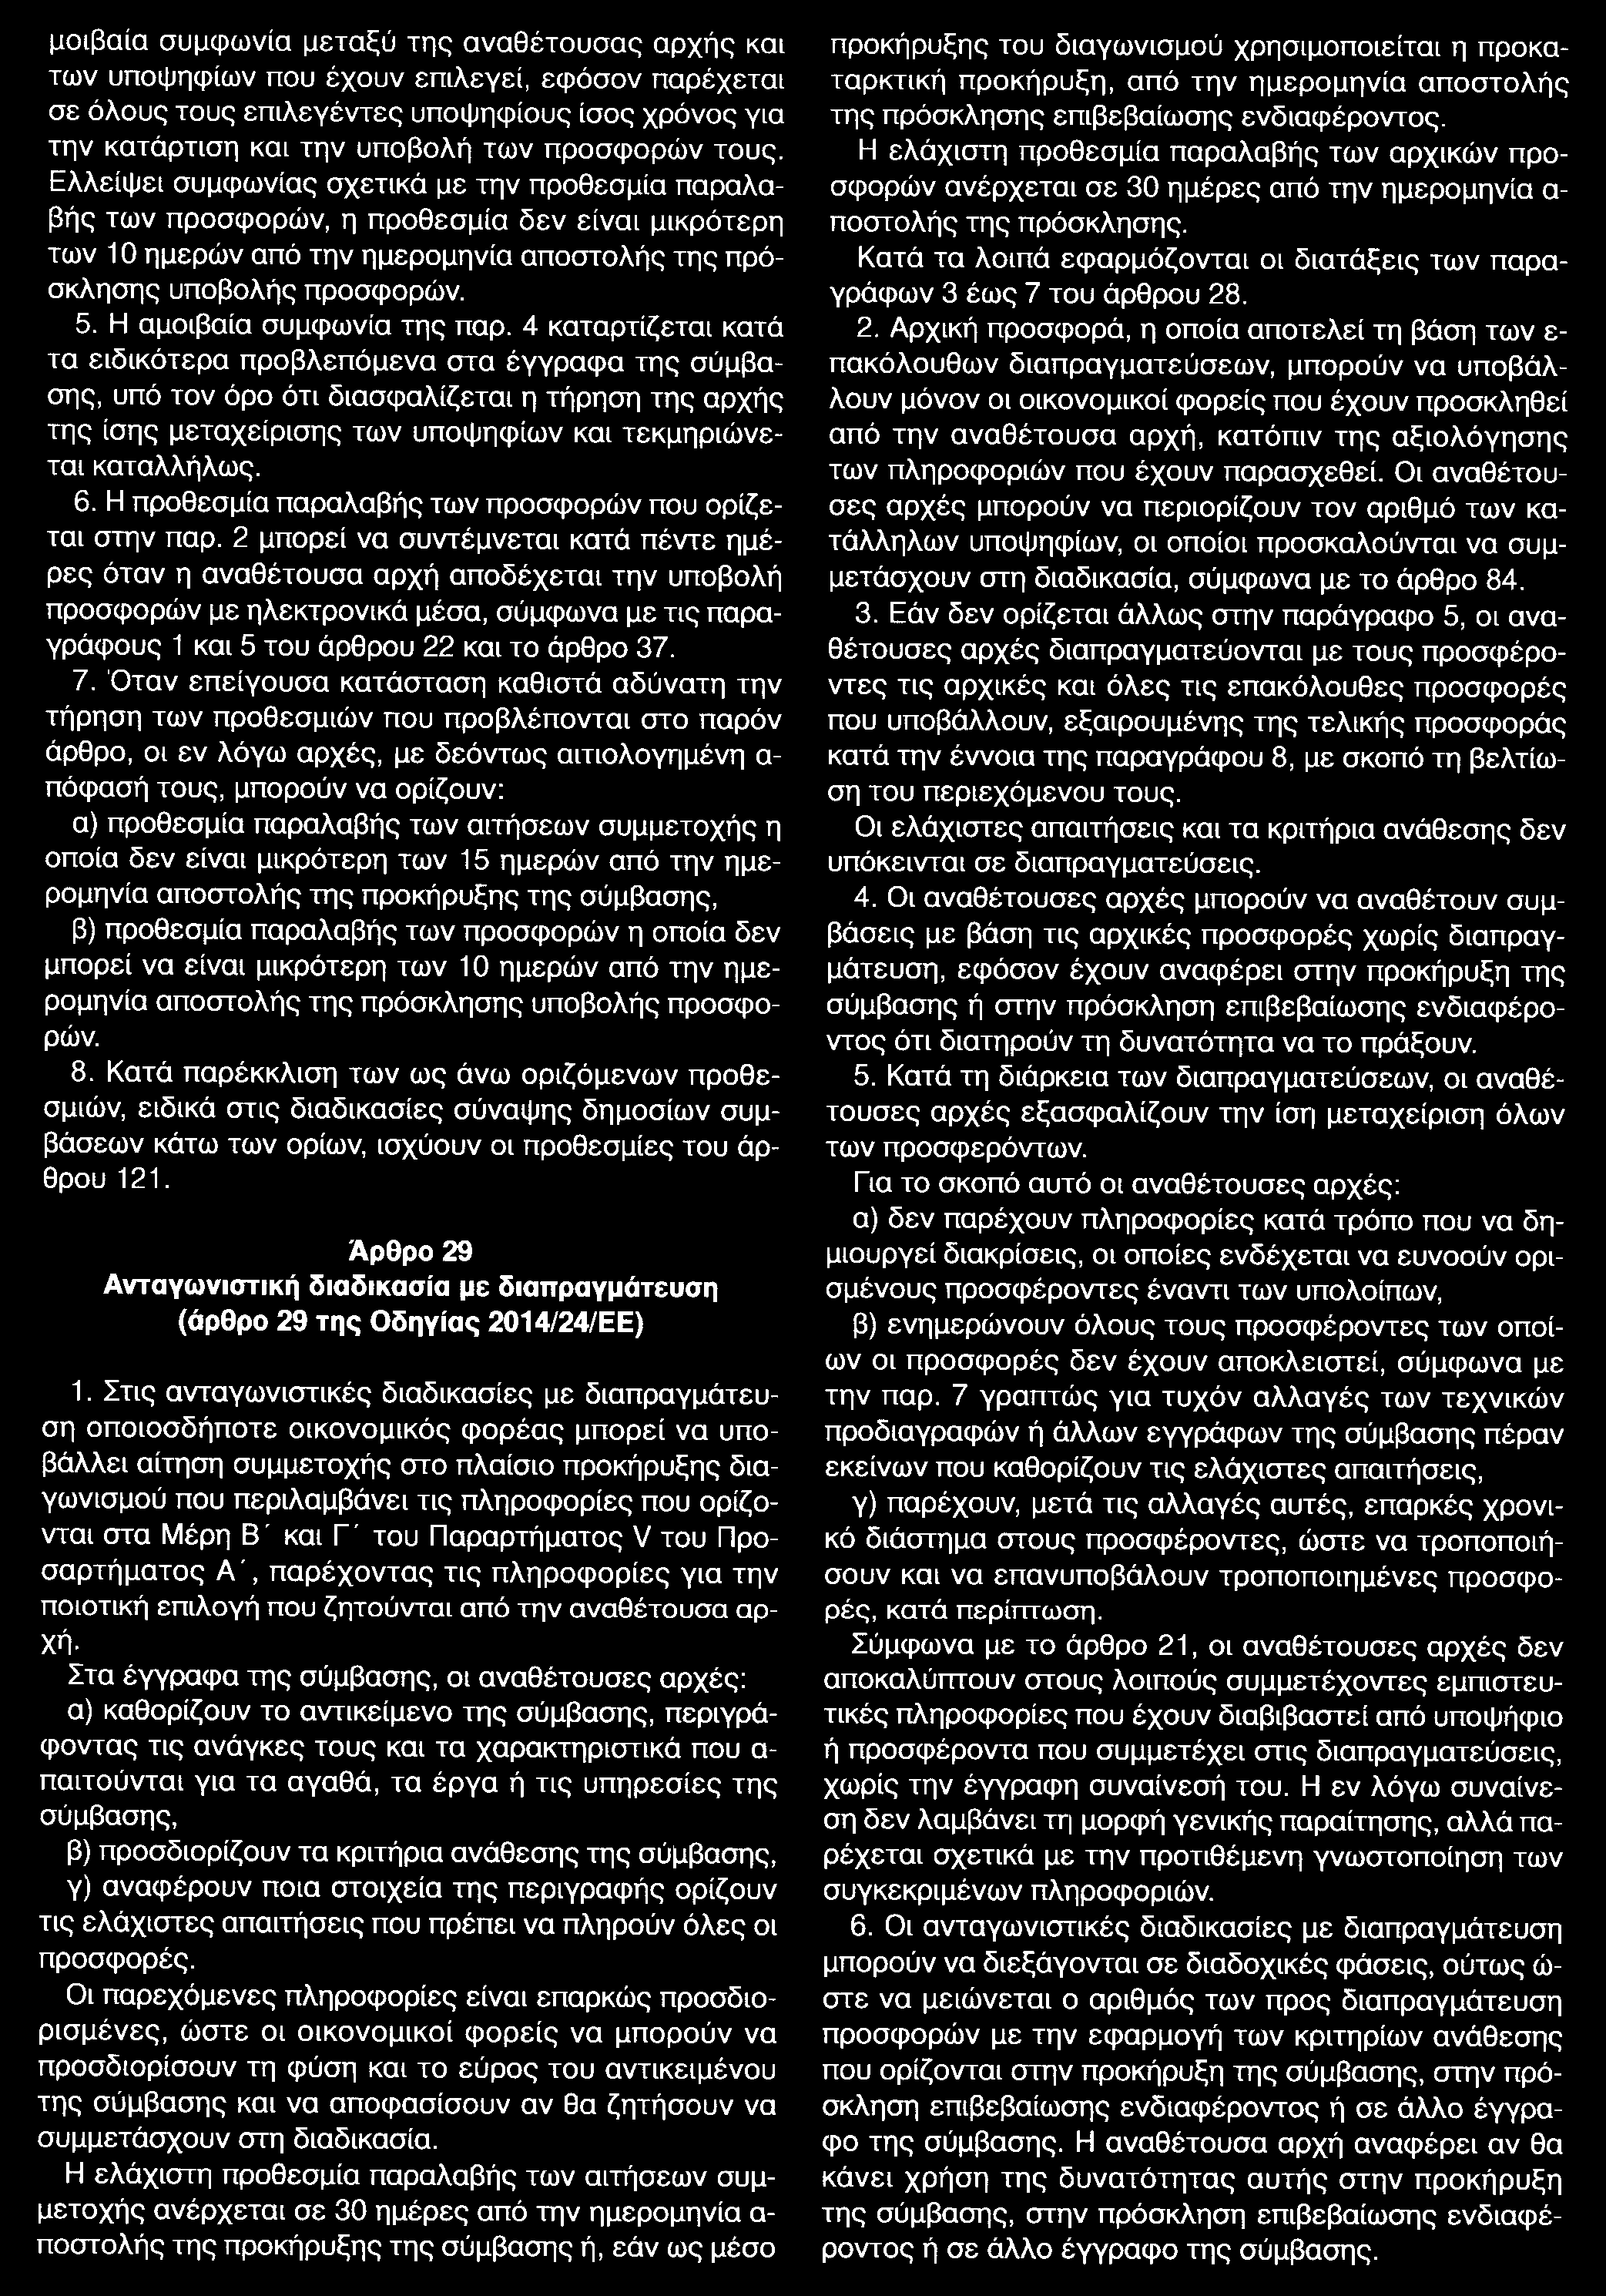 μοιβαία συμφωνία μεταξύ της αναθέτουσας αρχής και
των υποψηφίων που έχουν επιλεγεί, εφόσον παρέχεται
σε όλους τους επιλεγέντες υποψηφίους ίσος χρόνος για
την κατάρτιση και την υποβολή των προσφορών τους.
Ελλείψει συμφωνίας σχετικά με την προθεσμία παραλα-
βής των προσφορών, η προθεσμία δεν είναι μικρότερη
των 10 ημερών από την ημερομηνία αποστολής της πρό-
σκλησης υποβολής προσφορών.
5. Η αμοιβαία συμφωνία της παρ. 4 καταρτίζεται κατά
τα ειδικότερα προβλεπόμενα στα έγγραφα της σύμβα-
σης, υπό τον όρο ότι διασφαλίζεται η τήρηση της αρχής
της ίσης μεταχείρισης των υποψηφίων και τεκμηριώνε-
ται καταλλήλως.
6. Η προθεσμία παραλαβής των προσφορών που ορίζε-
ται στην παρ. 2 μπορεί να συντέμνεται κατά πέντε ημέ-
ρες όταν η αναθέτουσα αρχή αποδέχεται την υποβολή
προσφορών με ηλεκτρονικά μέσα, σύμφωνα με τις παρα-
γράφους 1 και 5 του άρθρου 22 και το άρθρο 37.
7. Όταν επείγουσα κατάσταση καθιστά αδύνατη την
τήρηση των προθεσμιών που προβλέπονται στο παρόν
άρθρο, οι εν λόγω αρχές, με δεόντως αιτιολογημένη α-
πόφασή τους, μπορούν να ορίζουν:
α) προθεσμία παραλαβής των αιτήσεων συμμετοχής η
οποία δεν είναι μικρότερη των 15 ημερών από την ημε-
ρομηνία αποστολής της προκήρυξης της σύμβασης,
β) προθεσμία παραλαβής των προσφορών η οποία δεν
μπορεί να είναι μικρότερη των 10 ημερών από την ημε-
ρομηνία αποστολής της πρόσκλησης υποβολής προσφο-
ρών.
8. Κατά παρέκκλιση των ως άνω οριζόμενων προθε-
σμιών, ειδικά στις διαδικασίες σύναψης δημοσίων συμ-
βάσεων κάτω των ορίων, ισχύουν οι προθεσμίες του άρ-
θρου 121.
Άρθρο 29
Ανταγωνιστική διαδικασία με διαπραγμάτευση
(άρθρο 29 της Οδηγίας 2014/24/ΕΕ)
1. Στις ανταγωνιστικές διαδικασίες με διαπραγμάτευ-
ση οποιοσδήποτε οικονομικός φορέας μπορεί να υπο-
βάλλει αίτηση συμμετοχής στο πλαίσιο προκήρυξης δια-
γωνισμού που περιλαμβάνει τις πληροφορίες που ορίζο-
νται στα Μέρη Β΄ και Γ΄ του Παραρτήματος V του Προ-
σαρτήματος Α΄, παρέχοντας τις πληροφορίες για την
ποιοτική επιλογή που ζητούνται από την αναθέτουσα αρ-
χή.
Στα έγγραφα της σύμβασης, οι αναθέτουσες αρχές:
α) καθορίζουν το αντικείμενο της σύμβασης, περιγρά-
φοντας τις ανάγκες τους και τα χαρακτηριστικά που α-
παιτούνται για τα αγαθά, τα έργα ή τις υπηρεσίες της
σύμβασης,
β) προσδιορίζουν τα κριτήρια ανάθεσης της σύμβασης,
γ) αναφέρουν ποια στοιχεία της περιγραφής ορίζουν
τις ελάχιστες απαιτήσεις που πρέπει να πληρούν όλες οι
προσφορές.
Οι παρεχόμενες πληροφορίες είναι επαρκώς προσδιο-
ρισμένες, ώστε οι οικονομικοί φορείς να μπορούν να
προσδιορίσουν τη φύση και το εύρος του αντικειμένου
της σύμβασης και να αποφασίσουν αν θα ζητήσουν να
συμμετάσχουν στη διαδικασία.
Η ελάχιστη προθεσμία παραλαβής των αιτήσεων συμ-
μετοχής ανέρχεται σε 30 ημέρες από την ημερομηνία α-
ποστολής της προκήρυξης της σύμβασης ή, εάν ως μέσο
προκήρυξης του διαγωνισμού χρησιμοποιείται η προκα-
ταρκτική προκήρυξη, από την ημερομηνία αποστολής
της πρόσκλησης επιβεβαίωσης ενδιαφέροντος.
Η ελάχιστη προθεσμία παραλαβής των αρχικών προ-
σφορών ανέρχεται σε 30 ημέρες από την ημερομηνία α-
ποστολής της πρόσκλησης.
Κατά τα λοιπά εφαρμόζονται οι διατάξεις των παρα-
γράφων 3 έως 7 του άρθρου 28.
2. Αρχική προσφορά, η οποία αποτελεί τη βάση των ε-
πακόλουθων διαπραγματεύσεων, μπορούν να υποβάλ-
λουν μόνον οι οικονομικοί φορείς που έχουν προσκληθεί
από την αναθέτουσα αρχή, κατόπιν της αξιολόγησης
των πληροφοριών που έχουν παρασχεθεί. Οι αναθέτου-
σες αρχές μπορούν να περιορίζουν τον αριθμό των κα-
τάλληλων υποψηφίων, οι οποίοι προσκαλούνται να συμ-
μετάσχουν στη διαδικασία, σύμφωνα με το άρθρο 84.
3. Εάν δεν ορίζεται άλλως στην παράγραφο 5, οι ανα-
θέτουσες αρχές διαπραγματεύονται με τους προσφέρο-
ντες τις αρχικές και όλες τις επακόλουθες προσφορές
που υποβάλλουν, εξαιρουμένης της τελικής προσφοράς
κατά την έννοια της παραγράφου 8, με σκοπό τη βελτίω-
ση του περιεχόμενου τους.
Οι ελάχιστες απαιτήσεις και τα κριτήρια ανάθεσης δεν
υπόκεινται σε διαπραγματεύσεις.
4. Οι αναθέτουσες αρχές μπορούν να αναθέτουν συμ-
βάσεις με βάση τις αρχικές προσφορές χωρίς διαπραγ-
μάτευση, εφόσον έχουν αναφέρει στην προκήρυξη της
σύμβασης ή στην πρόσκληση επιβεβαίωσης ενδιαφέρο-
ντος ότι διατηρούν τη δυνατότητα να το πράξουν.
5. Κατά τη διάρκεια των διαπραγματεύσεων, οι αναθέ-
τουσες αρχές εξασφαλίζουν την ίση μεταχείριση όλων
των προσφερόντων.
Για το σκοπό αυτό οι αναθέτουσες αρχές:
α) δεν παρέχουν πληροφορίες κατά τρόπο που να δη-
μιουργεί διακρίσεις, οι οποίες ενδέχεται να ευνοούν ορι-
σμένους προσφέροντες έναντι των υπολοίπων,
β) ενημερώνουν όλους τους προσφέροντες των οποί-
ων οι προσφορές δεν έχουν αποκλειστεί, σύμφωνα με
την παρ. 7 γραπτώς για τυχόν αλλαγές των τεχνικών
προδιαγραφών ή άλλων εγγράφων της σύμβασης πέραν
εκείνων που καθορίζουν τις ελάχιστες απαιτήσεις,
γ) παρέχουν, μετά τις αλλαγές αυτές, επαρκές χρονι-
κό διάστημα στους προσφέροντες, ώστε να τροποποιή-
σουν και να επανυποβάλουν τροποποιημένες προσφο-
ρές, κατά περίπτωση.
Σύμφωνα με το άρθρο 21, οι αναθέτουσες αρχές δεν
αποκαλύπτουν στους λοιπούς συμμετέχοντες εμπιστευ-
τικές πληροφορίες που έχουν διαβιβαστεί από υποψήφιο
ή προσφέροντα που συμμετέχει στις διαπραγματεύσεις,
χωρίς την έγγραφη συναίνεσή του. Η εν λόγω συναίνε-
ση δεν λαμβάνει τη μορφή γενικής παραίτησης, αλλά πα-
ρέχεται σχετικά με την προτιθέμενη γνωστοποίηση των
συγκεκριμένων πληροφοριών.
6. Οι ανταγωνιστικές διαδικασίες με διαπραγμάτευση
μπορούν να διεξάγονται σε διαδοχικές φάσεις, ούτως ώ-
στε να μειώνεται ο αριθμός των προς διαπραγμάτευση
προσφορών με την εφαρμογή των κριτηρίων ανάθεσης
που ορίζονται στην προκήρυξη της σύμβασης, στην πρό-
σκληση επιβεβαίωσης ενδιαφέροντος ή σε άλλο έγγρα-
φο της σύμβασης. Η αναθέτουσα αρχή αναφέρει αν θα
κάνει χρήση της δυνατότητας αυτής στην προκήρυξη
της σύμβασης, στην πρόσκληση επιβεβαίωσης ενδιαφέ-
ροντος ή σε άλλο έγγραφο της σύμβασης.